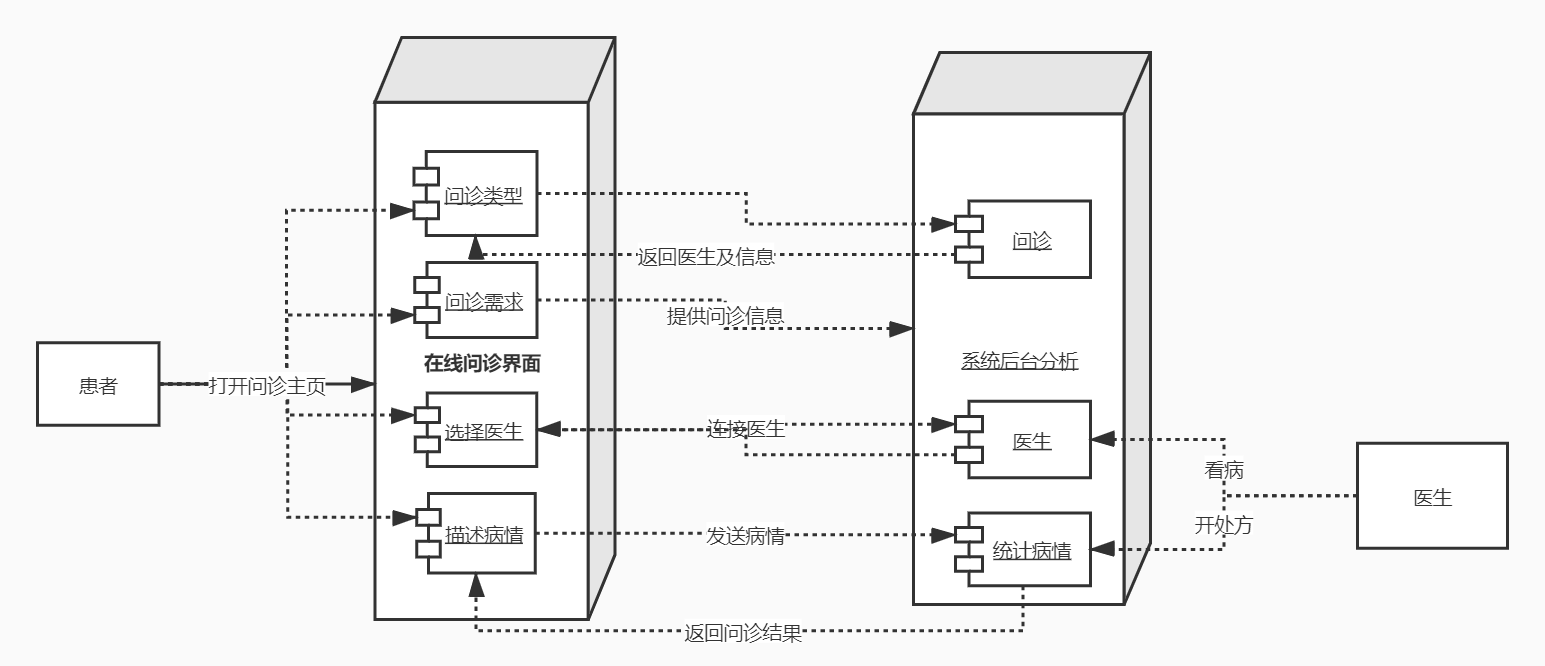 问诊类型
问诊
返回医生及信息
问诊需求
提供问诊信息
在线问诊界面
系统后台分析
患者
打开问诊主页
选择医生
连接医生
医生
看病
医生
开处方
描述病情
发送病情
统计病情
返回问诊结果